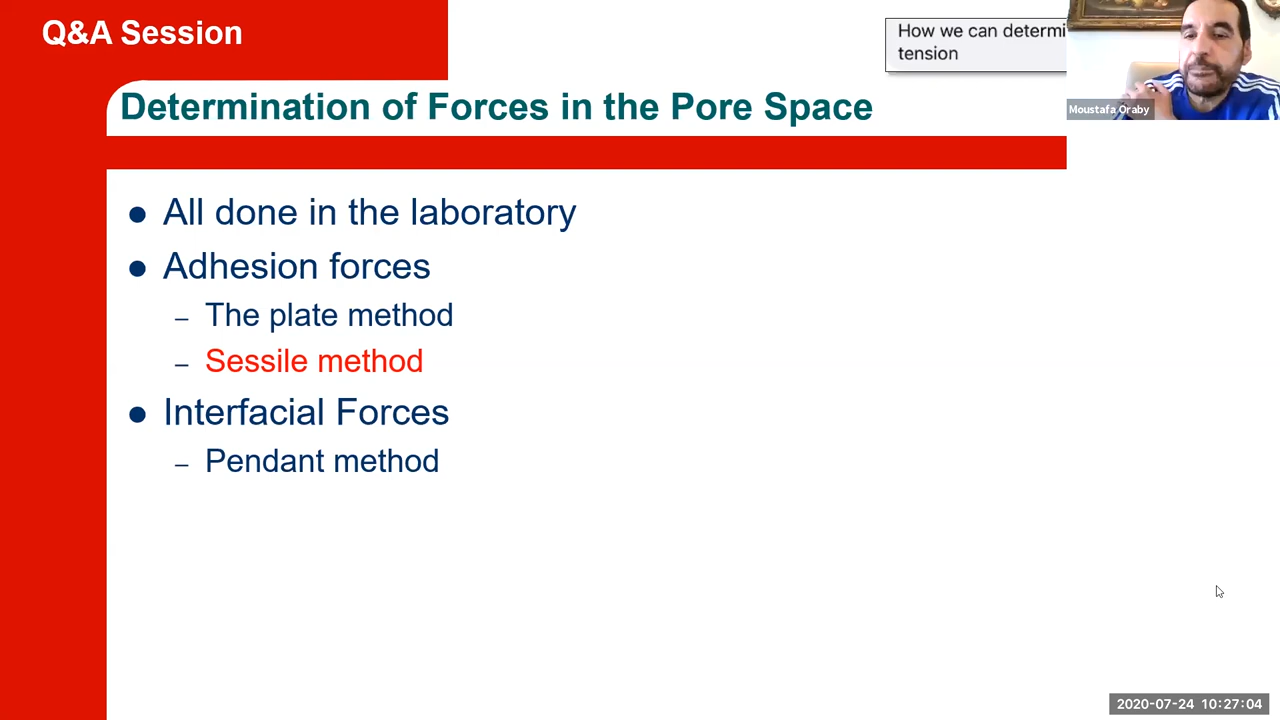 Q&A Session
How we can determi
tension
Moustafa Oraby
Determination of Forces in the Pore Space
● All done in the laboratory
● Adhesion forces
– The plate method
– Sessile method
● Interfacial Forces
– Pendant method
2020-07-24 10:27:04